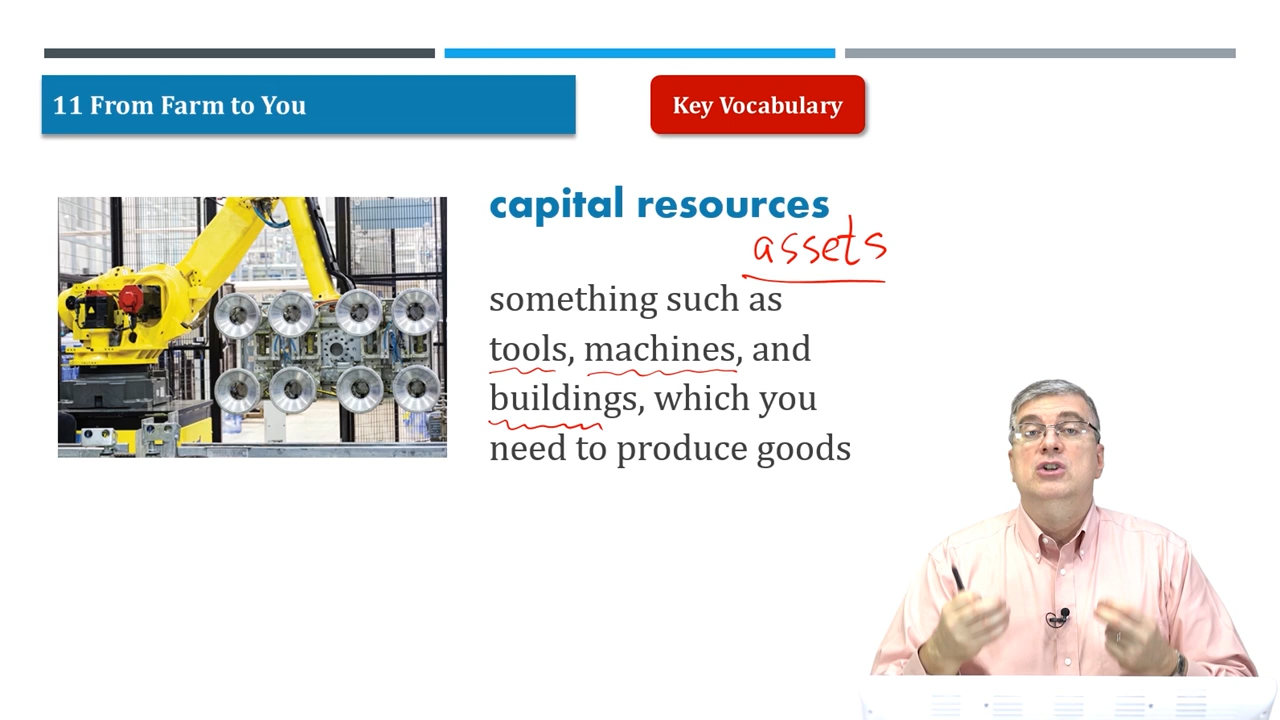 11 From Farm to You
Key Vocabulary
capital resources
assets
something such as
tools, machines, and
buildings, which you
need to produce goods